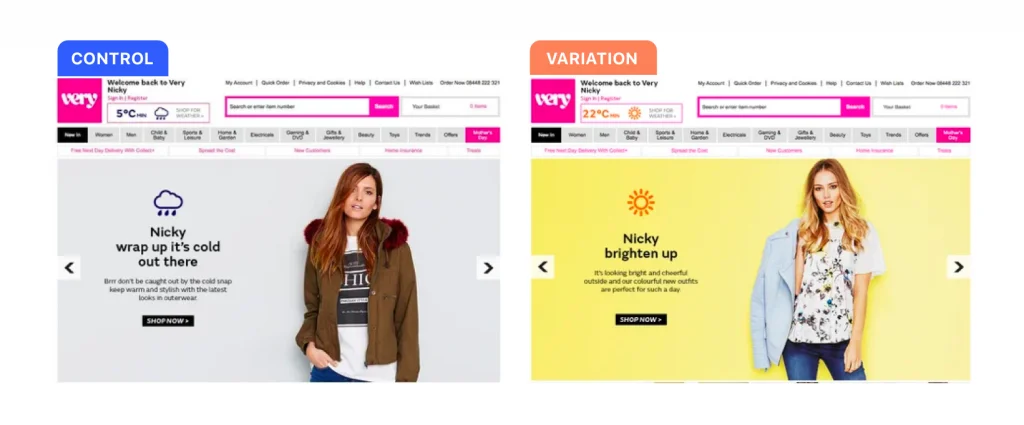 CONTROL
very
Welcome back to Very
Nicky
Sign In | Register
5°C MIN
SHOP FOR
WEATHER >
My Account | Quick Order | Privacy and Cookies | Help | Contact Us | Wish Lists
Order Now 08448 222 321
Search or enter item number
Search
Your Basket
0 items
New In
Women
Men
Child &
Baby
Sports &
Leisure
Home &
Garden
Electricals
Gaming &
DVD
Gifts &
Jewellery
Beauty
Toys
Trends
Offers
Mother's
Day
Free Next Day Delivery With Collect+
Spread the Cost
New Customers
Home Insurance
Treats
Nicky
wrap up it's cold
out there
Brrr don't be caught out by the cold snap
keep warm and stylish with the latest
looks in outerwear.
SHOP NOW >
VARIATION
very
Welcome back to Very
Nicky
Sign In | Register
22°C MIN
SHOP FOR
WEATHER >
My Account | Quick Order | Privacy and Cookies | Help | Contact Us | Wish Lists
Order Now 08448 222 321
Search or enter item number
Search
Your Basket
0 items
New In
Women
Men
Child &
Baby
Sports &
Leisure
Home &
Garden
Electricals
Gaming &
DVD
Gifts &
Jewellery
Beauty
Toys
Trends
Offers
Mother's
Day
Free Next Day Delivery With Collect+
Spread the Cost
New Customers
Home Insurance
Treats
Nicky
brighten up
It's looking bright and cheerful
outside and our colourful new outfits
are perfect for such a day.
SHOP NOW >